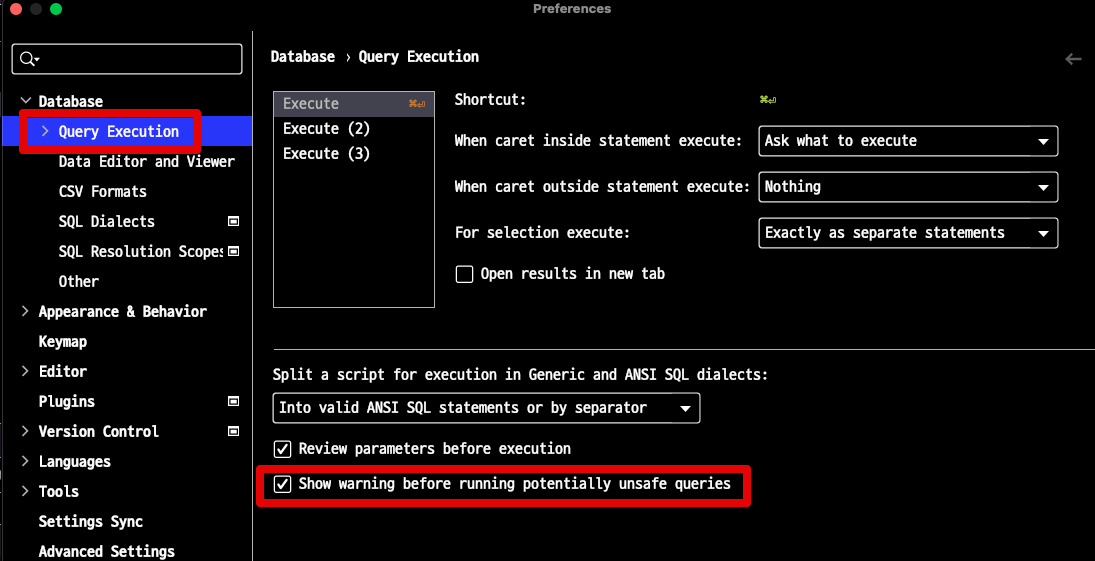 Preferences
Database
Query Execution
Data Editor and Viewer
CSV Formats
SQL Dialects
SQL Resolution Scopes
Other
Appearance & Behavior
Keymap
Editor
Plugins
Version Control
Languages
Tools
Settings Sync
Advanced Settings
Database › Query Execution
Execute ⌘⏎
Execute (2)
Execute (3)
Shortcut: ⌘⏎
When caret inside statement execute: Ask what to execute
When caret outside statement execute: Nothing
For selection execute: Exactly as separate statements
Open results in new tab
Split a script for execution in Generic and ANSI SQL dialects:
Into valid ANSI SQL statements or by separator
Review parameters before execution
Show warning before running potentially unsafe queries